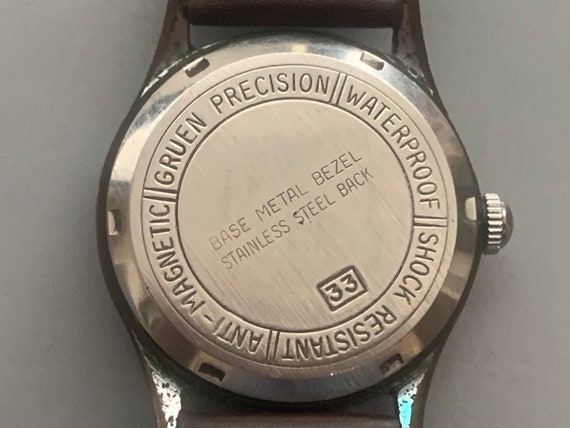 GRUEN PRECISION || WATERPROOF || SHOCK RESISTANT || ANTI-MAGNETIC ||
BASE METAL BEZEL
STAINLESS STEEL BACK
33